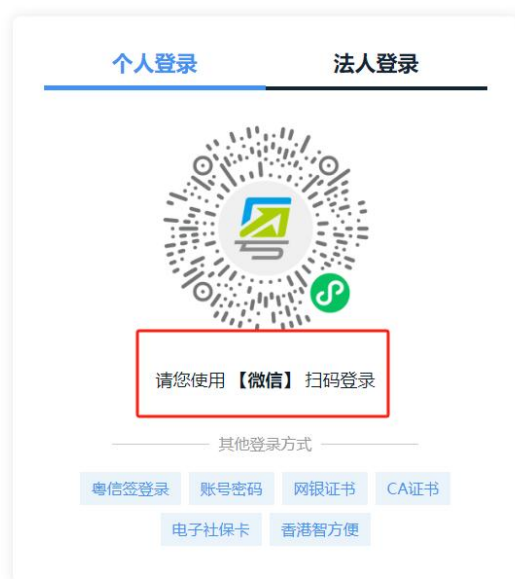 个人登录 法人登录
请您使用【微信】扫码登录
其他登录方式
粤信签登录 账号密码 网银证书 CA证书
电子社保卡 香港智方便